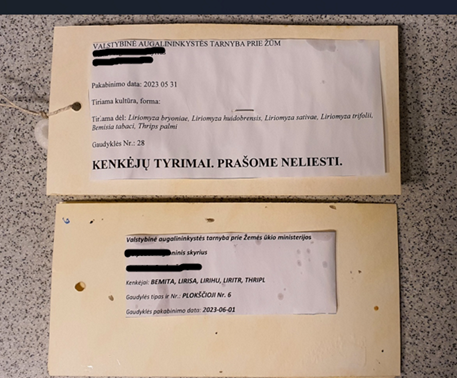 VALSTYBINĖ AUGALININKYSTĖS TARNYBA PRIE ŽŪM
Pakabinimo data: 2023 05 31
Tiriama kultūra, forma:
Tiriama dėl: Liriomyza bryoniae, Liriomyza huidobrensis, Liriomyza sativae, Liriomyza trifolii,
Bemisia tabaci, Thrips palmi
Gaudyklės Nr.: 28
KENKĖJŲ TYRIMAI. PRAŠOME NELIESTI.
Valstybinė augalininkystės tarnyba prie Žemės ūkio ministerijos
skyrius
Kenkėjai: BEMITA, LIRISA, LIRIHU, LIRITR, THRIPL
Gaudyklės tipas ir Nr.: PLOKŠČIOJI Nr. 6
Gaudyklės pakabinimo data: 2023-06-01